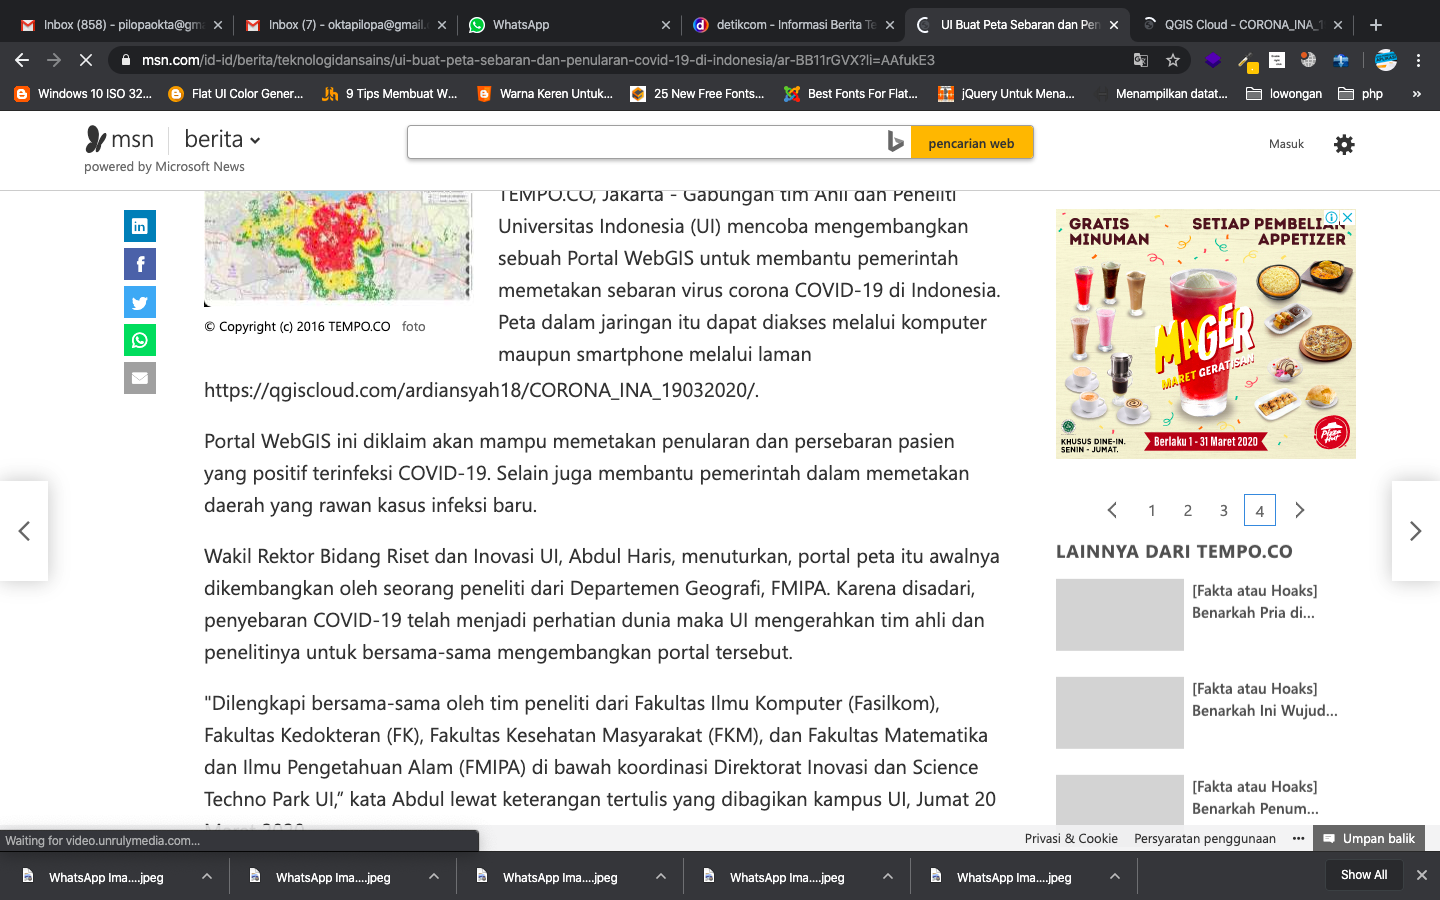 Inbox (858) – pilopaokta@gma
Inbox (7) – oktapilopa@gmail.
WhatsApp
detikcom - Informasi Berita Te
UI Buat Peta Sebaran dan Pen
QGIS Cloud - CORONA_INA_1
msn.com/id-id/berita/teknologidansains/ui-buat-peta-sebaran-dan-penularan-covid-19-di-indonesia/ar-BB11rGVX?li=AAfukE3
Windows 10 ISO 32...
Flat UI Color Gener...
9 Tips Membuat W...
Warna Keren Untuk...
25 New Free Fonts...
Best Fonts For Flat...
jQuery Untuk Mena...
Menampilkan datat...
lowongan
php
»
msn
berita
powered by Microsoft News
pencarian web
Masuk
TEMPO.CO, Jakarta - Gabungan tim Ahli dan Peneliti
Universitas Indonesia (UI) mencoba mengembangkan
sebuah Portal WebGIS untuk membantu pemerintah
memetakan sebaran virus corona COVID-19 di Indonesia.
Peta dalam jaringan itu dapat diakses melalui komputer
maupun smartphone melalui laman
© Copyright (c) 2016 TEMPO.CO foto
https://qgiscloud.com/ardiansyah18/CORONA_INA_19032020/.
Portal WebGIS ini diklaim akan mampu memetakan penularan dan persebaran pasien
yang positif terinfeksi COVID-19. Selain juga membantu pemerintah dalam memetakan
daerah yang rawan kasus infeksi baru.
Wakil Rektor Bidang Riset dan Inovasi UI, Abdul Haris, menuturkan, portal peta itu awalnya
dikembangkan oleh seorang peneliti dari Departemen Geografi, FMIPA. Karena disadari,
penyebaran COVID-19 telah menjadi perhatian dunia maka UI mengerahkan tim ahli dan
penelitinya untuk bersama-sama mengembangkan portal tersebut.
"Dilengkapi bersama-sama oleh tim peneliti dari Fakultas Ilmu Komputer (Fasilkom),
Fakultas Kedokteran (FK), Fakultas Kesehatan Masyarakat (FKM), dan Fakultas Matematika
dan Ilmu Pengetahuan Alam (FMIPA) di bawah koordinasi Direktorat Inovasi dan Science
Techno Park UI,” kata Abdul lewat keterangan tertulis yang dibagikan kampus UI, Jumat 20
Maret 2020
GRATIS
MINUMAN
SETIAP PEMBELIAN
APPETIZER
MAGER
MARET GERATISAN
KHUSUS DINE-IN.
SENIN - JUMAT.
Berlaku 1 - 31 Maret 2020
Pizza
Hut
1 2 3 4
LAINNYA DARI TEMPO.CO
[Fakta atau Hoaks]
Benarkah Pria di...
[Fakta atau Hoaks]
Benarkah Ini Wujud...
[Fakta atau Hoaks]
Benarkah Penum...
Waiting for video.unrulymedia.com...
Privasi & Cookie
Persyaratan penggunaan
•••
Umpan balik
WhatsApp Ima....jpeg
WhatsApp Ima....jpeg
WhatsApp Ima....jpeg
WhatsApp Ima....jpeg
WhatsApp Ima....jpeg
Show All